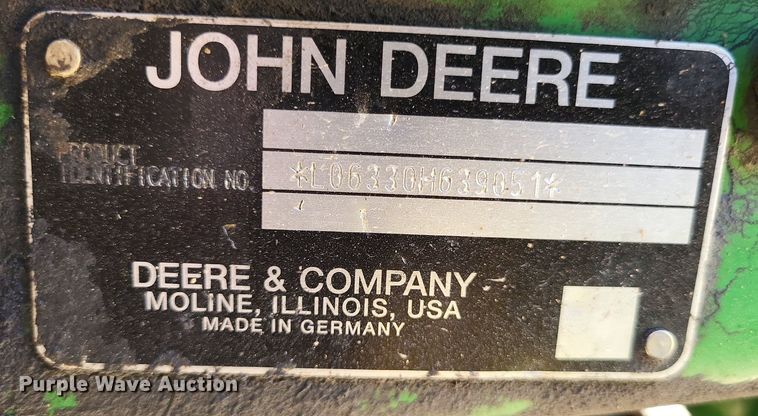 JOHN DEERE
PRODUCT
IDENTIFICATION NO.
*L06330H639051*
DEERE & COMPANY
MOLINE, ILLINOIS, USA
MADE IN GERMANY
Purple Wave Auction